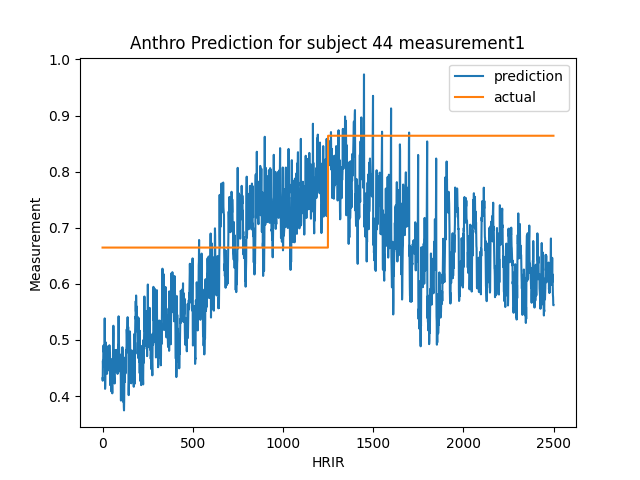 Anthro Prediction for subject 44 measurement1
prediction
actual
Measurement
1.0
0.9
0.8
0.7
0.6
0.5
0.4
0
500
1000
1500
2000
2500
HRIR